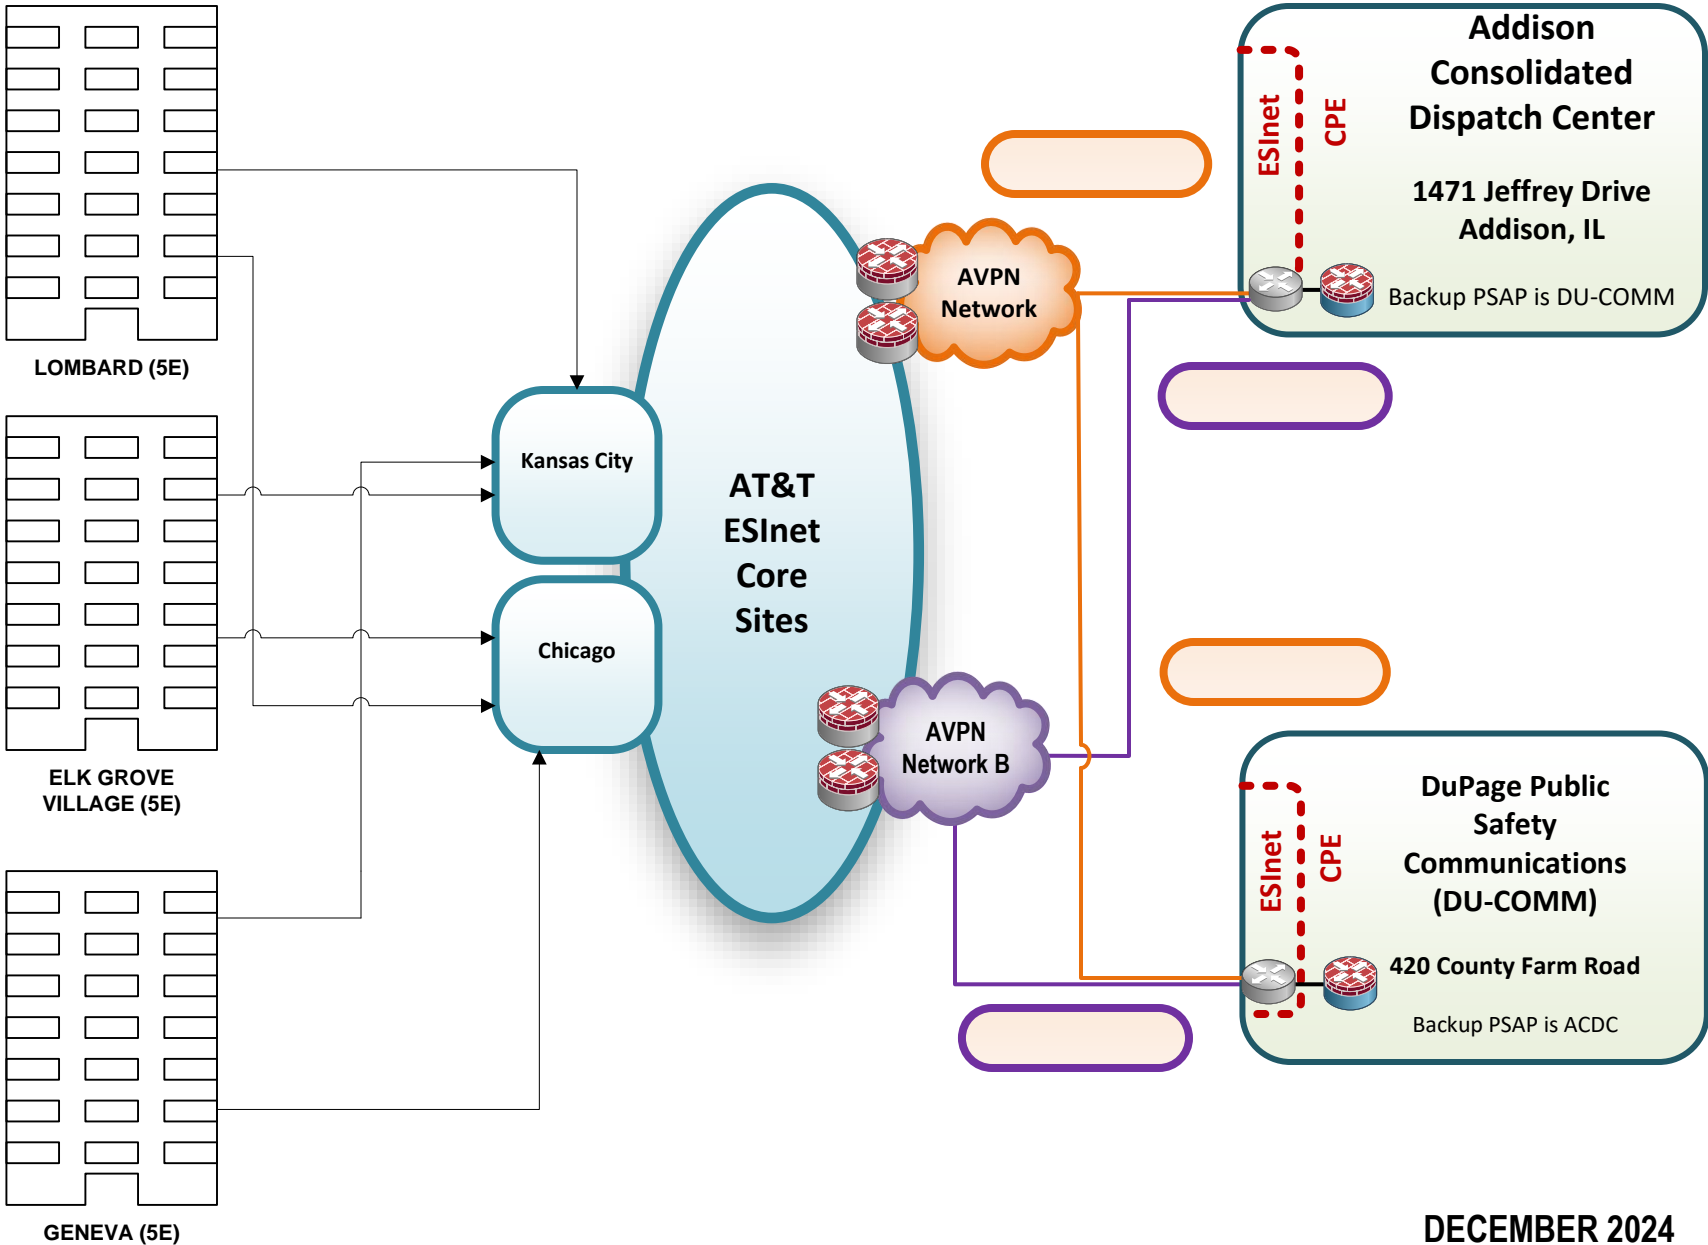 LOMBARD (5E)
ELK GROVE
VILLAGE (5E)
GENEVA (5E)
Kansas City
Chicago
AT&T
ESInet
Core
Sites
AVPN
Network
AVPN
Network B
ESInet
CPE
Addison
Consolidated
Dispatch Center
1471 Jeffrey Drive
Addison, IL
Backup PSAP is DU-COMM
ESInet
CPE
DuPage Public
Safety
Communications
(DU-COMM)
420 County Farm Road
Backup PSAP is ACDC
DECEMBER 2024